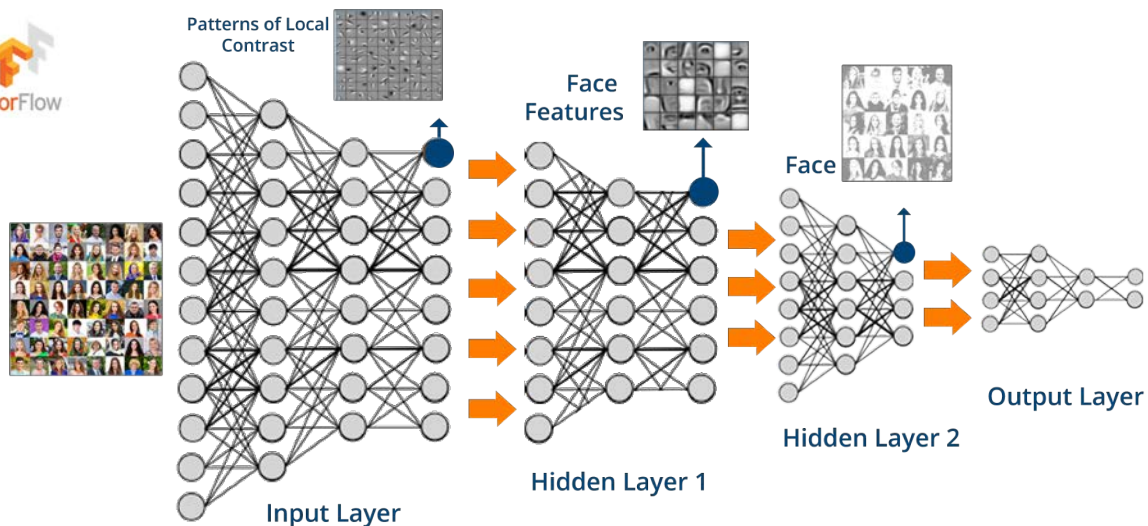 Patterns of Local
Contrast
orFlow
Face
Features
Face
Input Layer
Hidden Layer 1
Hidden Layer 2
Output Layer